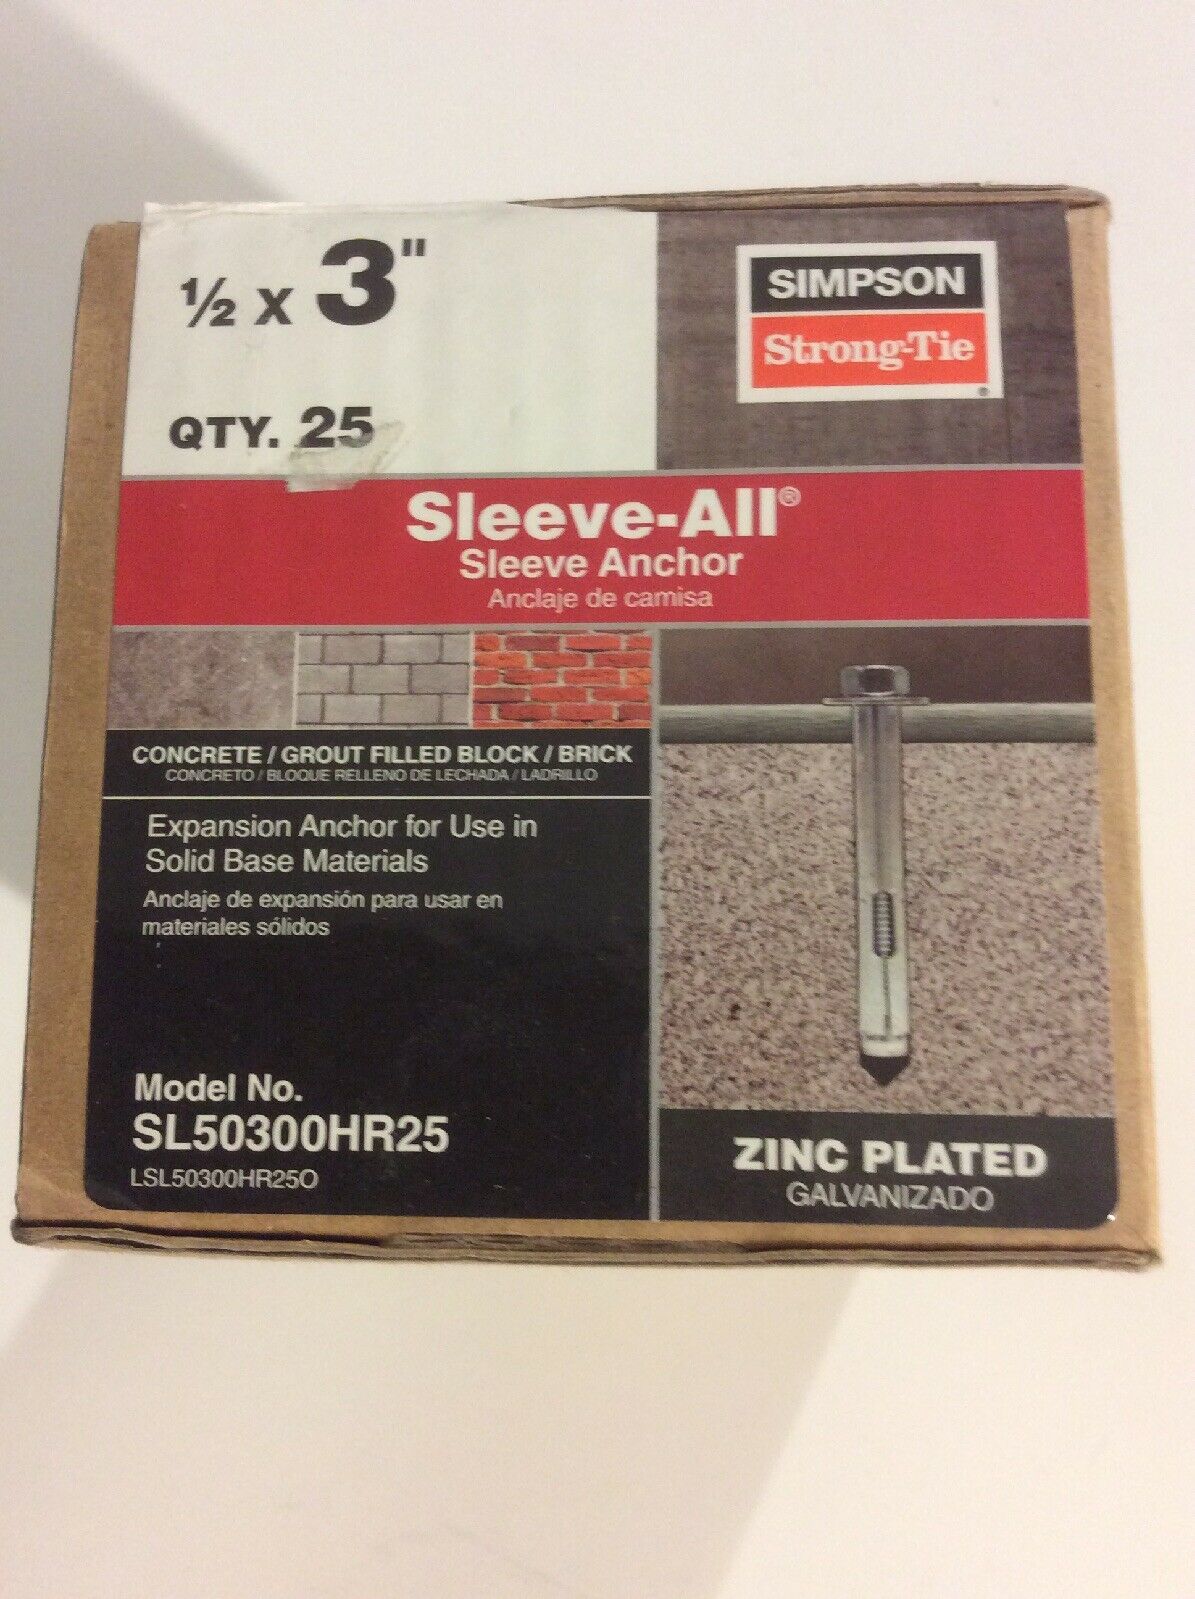 ½ x 3"
QTY. 25
SIMPSON
Strong-Tie
®
Sleeve-All®
Sleeve Anchor
Anclaje de camisa
CONCRETE / GROUT FILLED BLOCK / BRICK
CONCRETO / BLOQUE RELLENO DE LECHADA / LADRILLO
Expansion Anchor for Use in
Solid Base Materials
Anclaje de expansión para usar en
materiales sólidos
Model No.
SL50300HR25
LSL50300HR25O
ZINC PLATED
GALVANIZADO